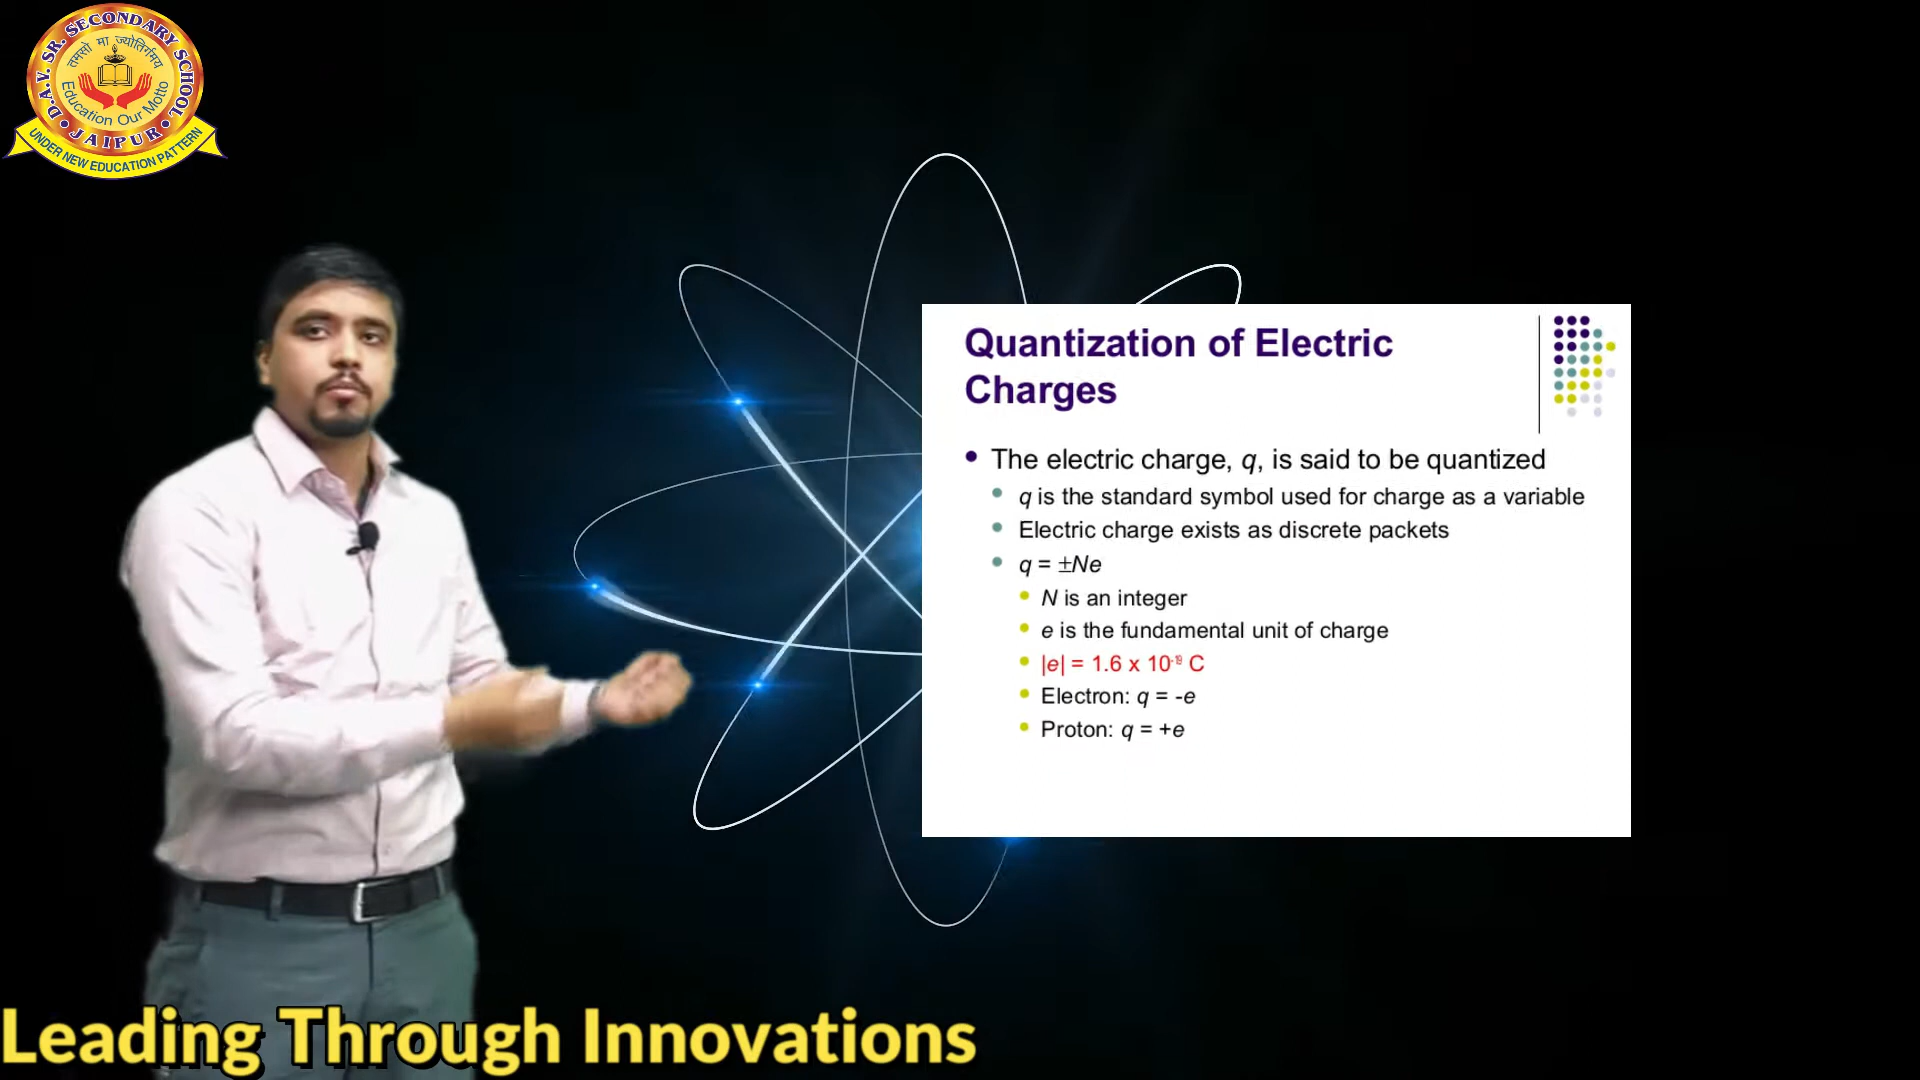 D.A.V. SR. SECONDARY SCHOOL
तमसो मा ज्योतिर्गमय
Education Our Motto
• JAIPUR •
UNDER NEW EDUCATION PATTERN
Quantization of Electric
Charges
• The electric charge, q, is said to be quantized
• q is the standard symbol used for charge as a variable
• Electric charge exists as discrete packets
• q = ±Ne
• N is an integer
• e is the fundamental unit of charge
• |e| = 1.6 x 10⁻¹⁹ C
• Electron: q = -e
• Proton: q = +e
Leading Through Innovations